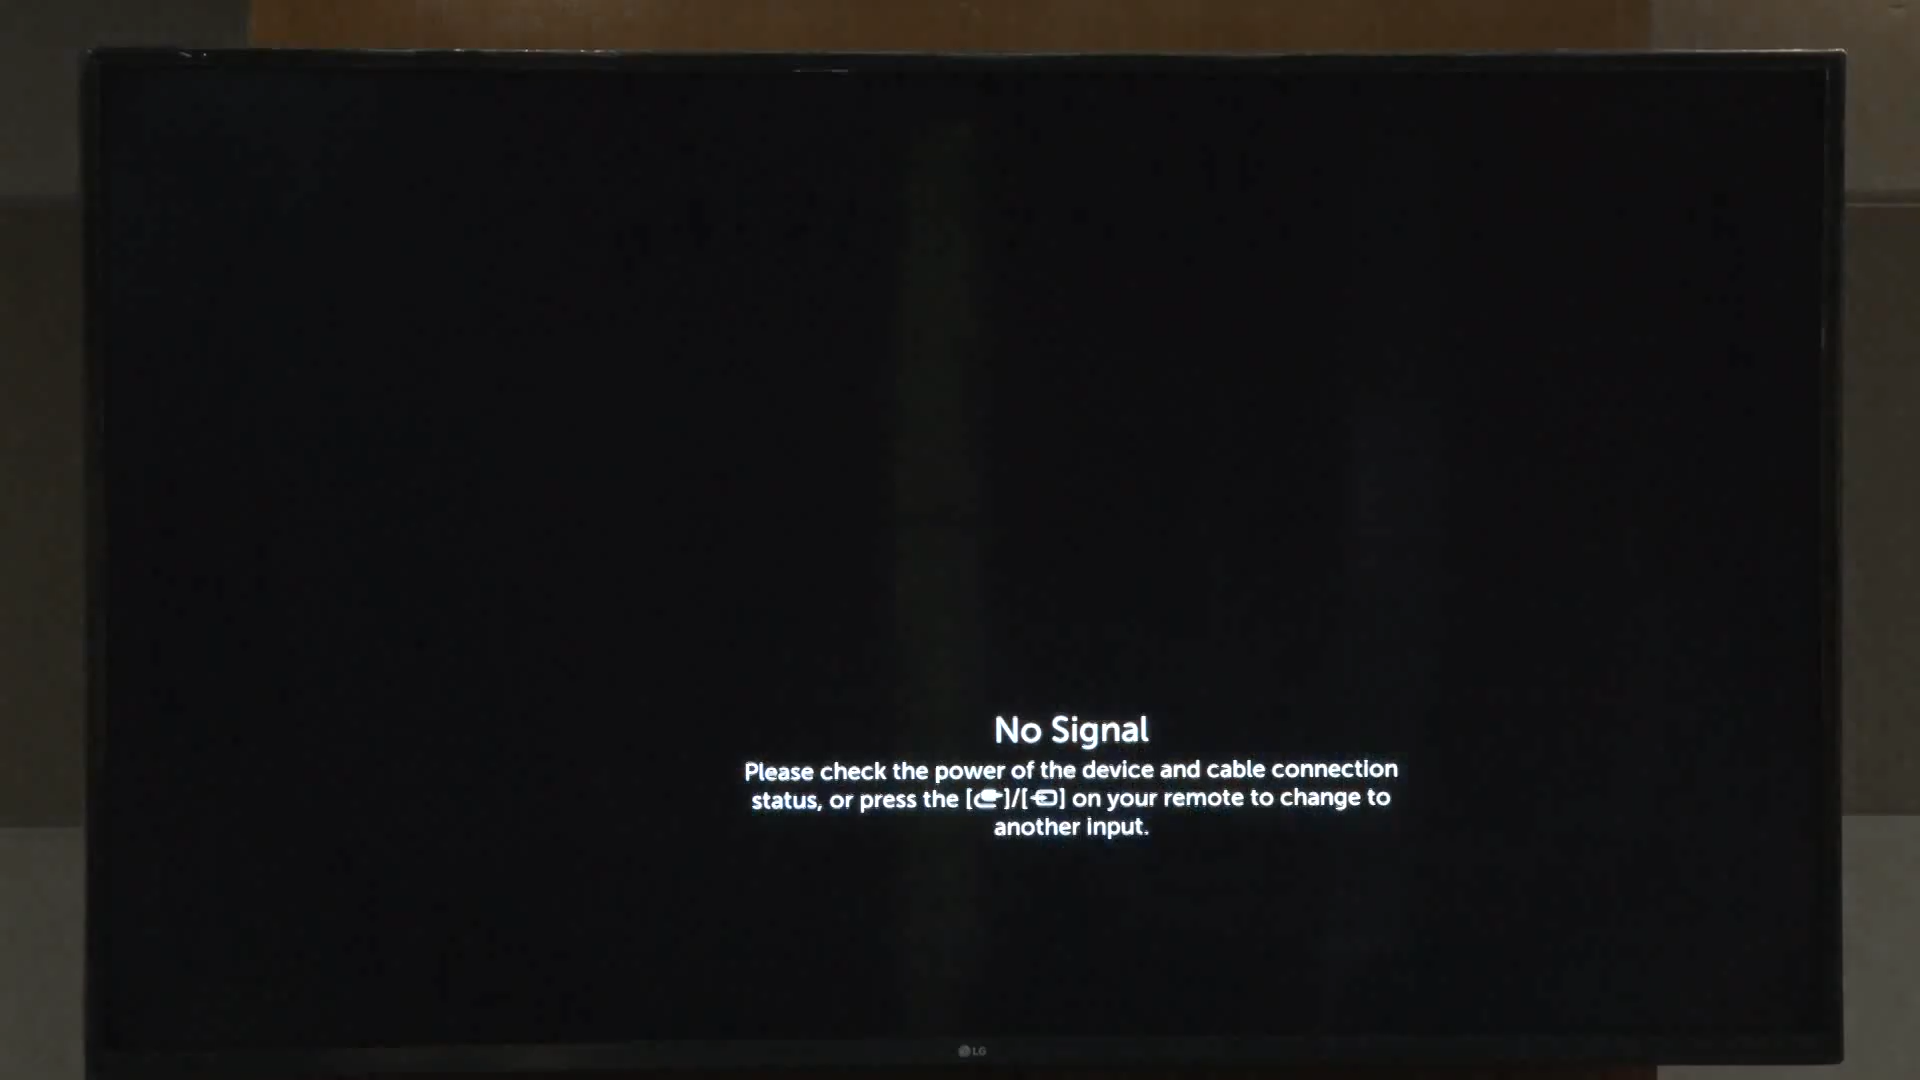 No Signal
Please check the power of the device and cable connection
status, or press the []/[] on your remote to change to
another input.
LG